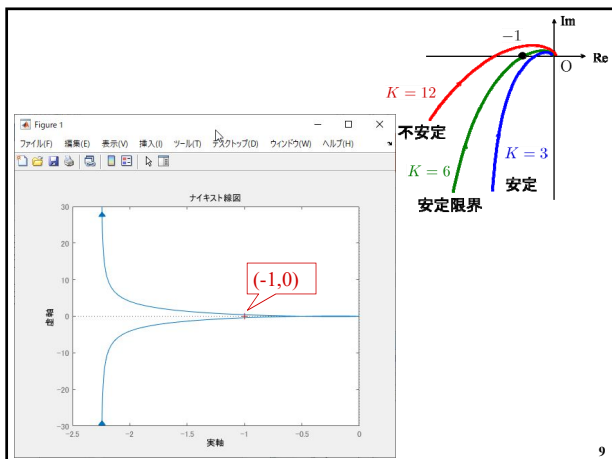 Im
−1
Re
O
K = 12
不安定
K = 3
K = 6
安定
安定限界
Figure 1
ファイル(F) 編集(E) 表示(V) 挿入(I) ツール(T) デスクトップ(D) ウィンドウ(W) ヘルプ(H)
ナイキスト線図
30
20
10
0
-10
-20
-30
虚軸
(-1,0)
-2.5 -2 -1.5 -1 -0.5 0
実軸
9